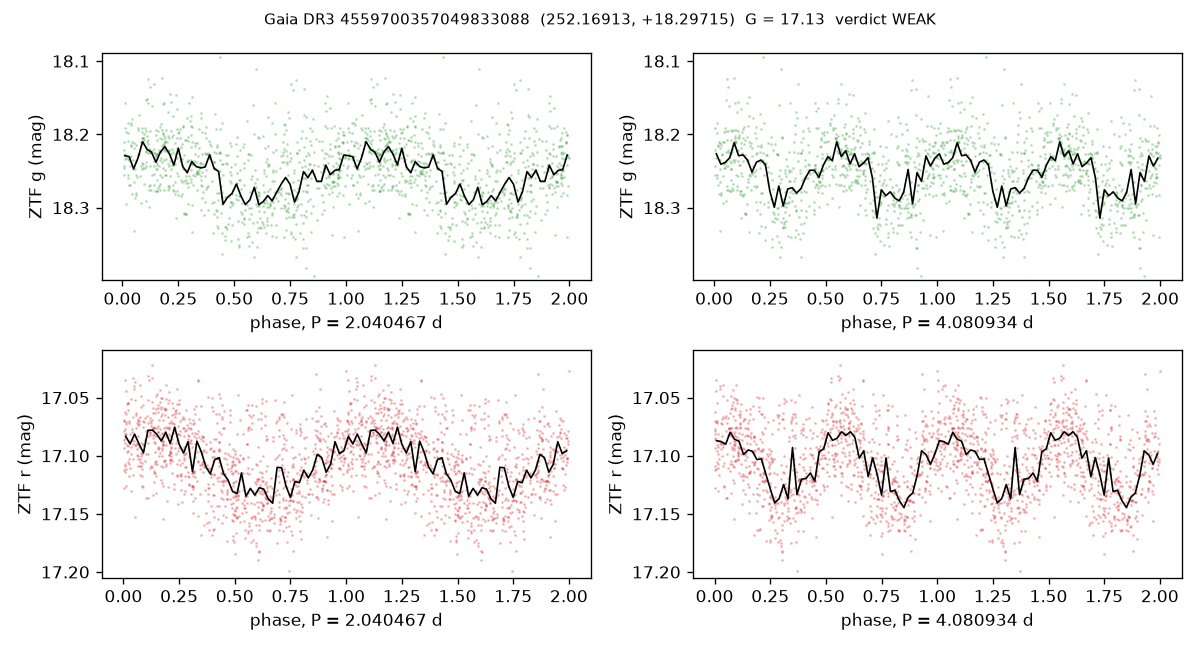 Gaia DR3 4559700357049833088 (252.16913, +18.29715) G = 17.13 verdict WEAK
18.1
18.2
18.3
ZTF g (mag)
0.00 0.25 0.50 0.75 1.00 1.25 1.50 1.75 2.00
phase, P = 2.040467 d
18.1
18.2
18.3
ZTF g (mag)
0.00 0.25 0.50 0.75 1.00 1.25 1.50 1.75 2.00
phase, P = 4.080934 d
17.05
17.10
17.15
17.20
ZTF r (mag)
0.00 0.25 0.50 0.75 1.00 1.25 1.50 1.75 2.00
phase, P = 2.040467 d
17.05
17.10
17.15
17.20
ZTF r (mag)
0.00 0.25 0.50 0.75 1.00 1.25 1.50 1.75 2.00
phase, P = 4.080934 d